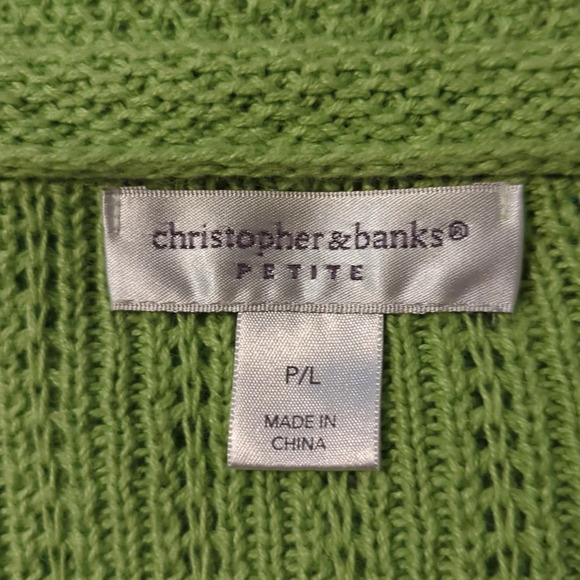 christopher&banks®
PETITE
P/L
MADE IN
CHINA